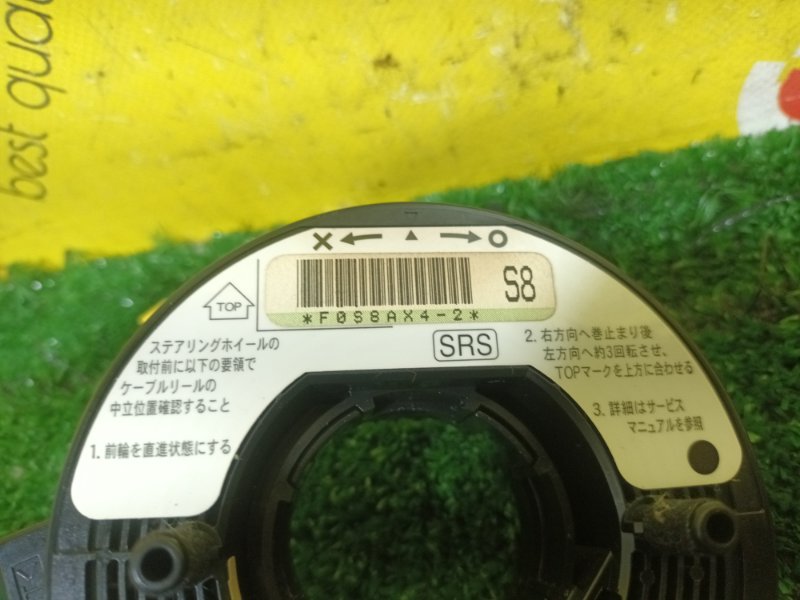 best qua
TOP
S8
*F0S8AX4-2*
SRS
ステアリングホイールの
取付前に以下の要領で
ケーブルリールの
中立位置確認すること
1. 前輪を直進状態にする
2. 右方向へ巻止まり後
左方向へ約3回転させ、
TOPマークを上方に合わせる
3. 詳細はサービス
マニュアルを参照